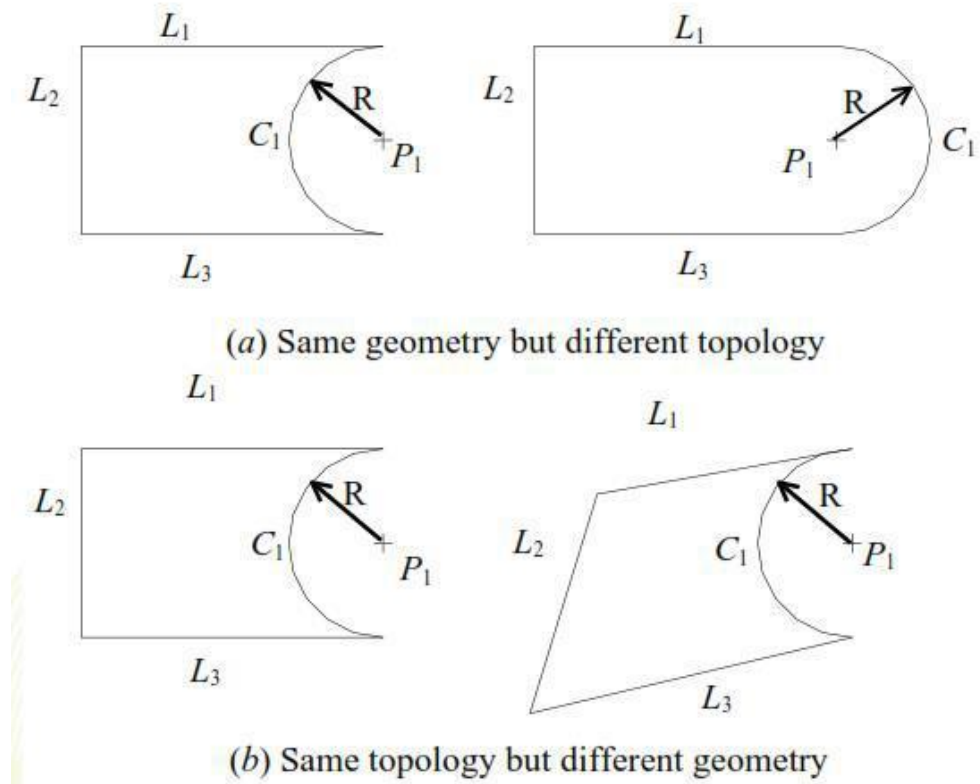 L₁ L₁
L₂ R L₂ R
C₁ P₁ P₁ C₁
L₃ L₃
(a) Same geometry but different topology
L₁ L₁
L₂ R L₂ R
C₁ P₁ C₁ P₁
L₃ L₃
(b) Same topology but different geometry